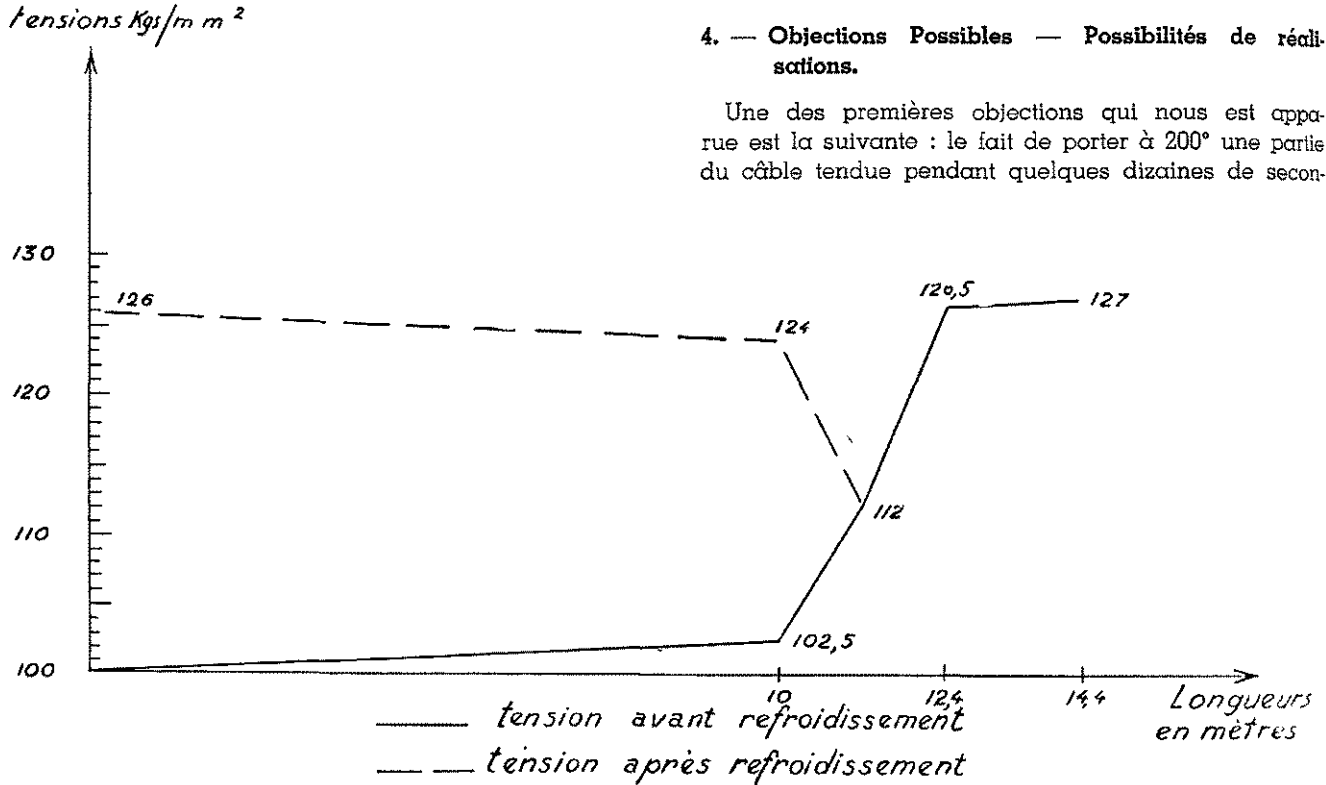 tensions Kgs/m m²
4. — Objections Possibles — Possibilités de réali-
sations.
Une des premières objections qui nous est appa-
rue est la suivante : le fait de porter à 200° une partie
du câble tendue pendant quelques dizaines de secon-
130
126
120,5
127
124
120
112
110
102,5
100
10
12,4
14,4
Longueurs
en mètres
tension avant refroidissement
tension après refroidissement